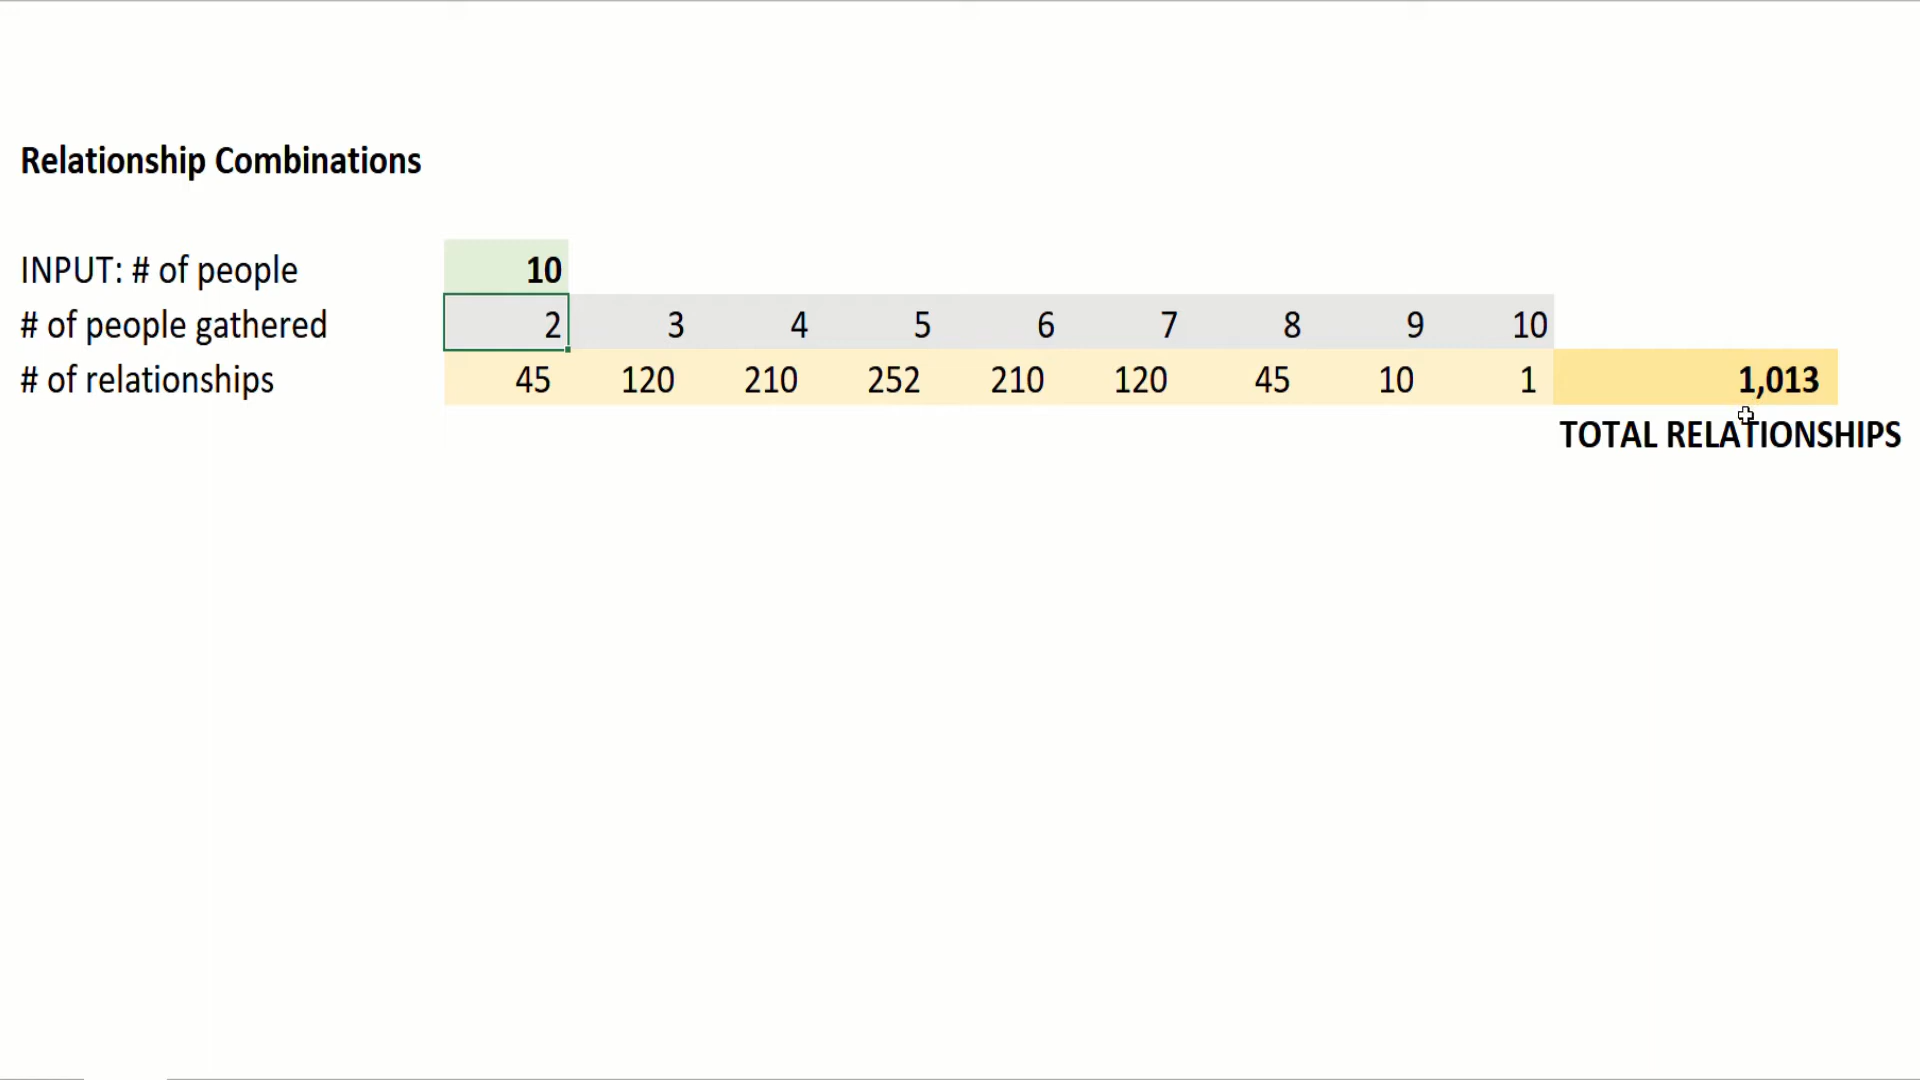 Relationship Combinations
INPUT: # of people 10
# of people gathered 2 3 4 5 6 7 8 9 10
# of relationships 45 120 210 252 210 120 45 10 1 1,013
TOTAL RELATIONSHIPS